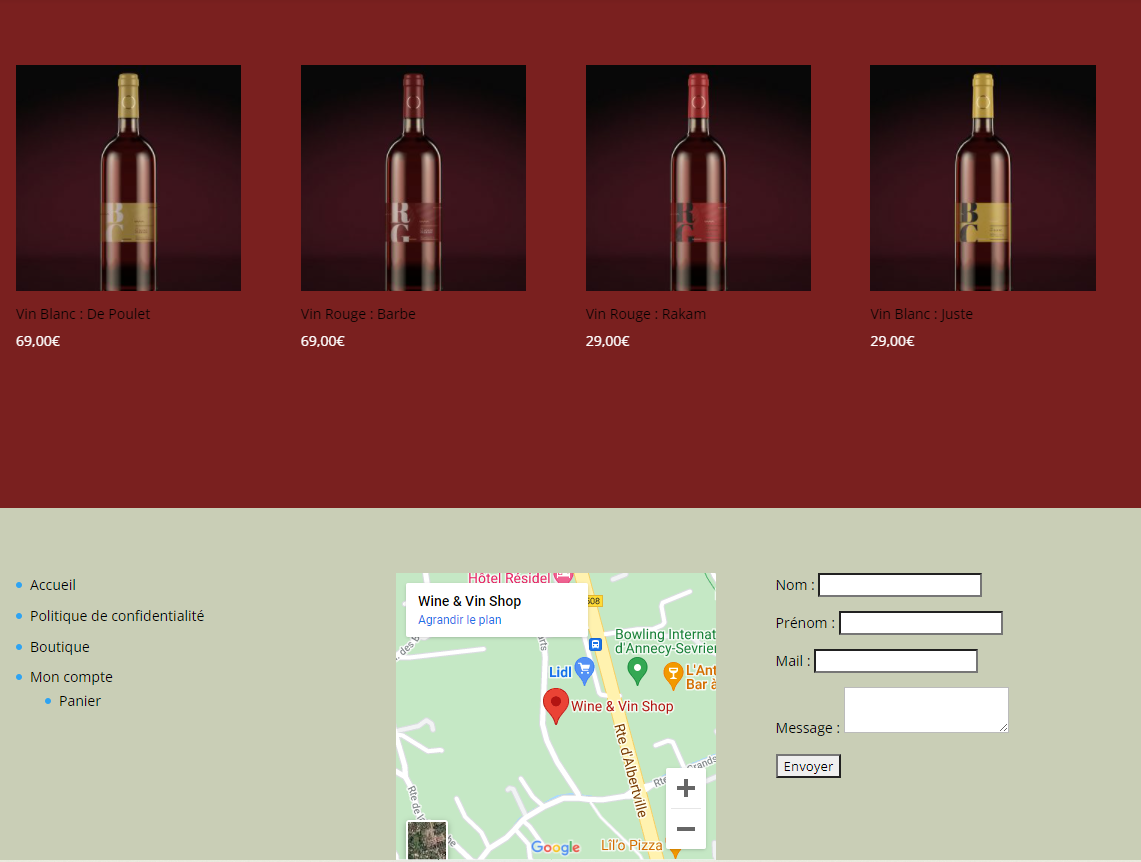 B
G
R
G
R
G
B
C
Vin Blanc : De Poulet
Vin Rouge : Barbe
Vin Rouge : Rakam
Vin Blanc : Juste
69,00€
69,00€
29,00€
29,00€
Accueil
Politique de confidentialité
Boutique
Mon compte
Panier
Hôtel Résidel
Wine & Vin Shop
Agrandir le plan
508
Bowling Internat
d'Annecy-Sevrier
Lidl
L'Ant
Bar à
Wine & Vin Shop
Rte d'Albertville
Google
Lil'o Pizza
Nom :
Prénom :
Mail :
Message :
Envoyer